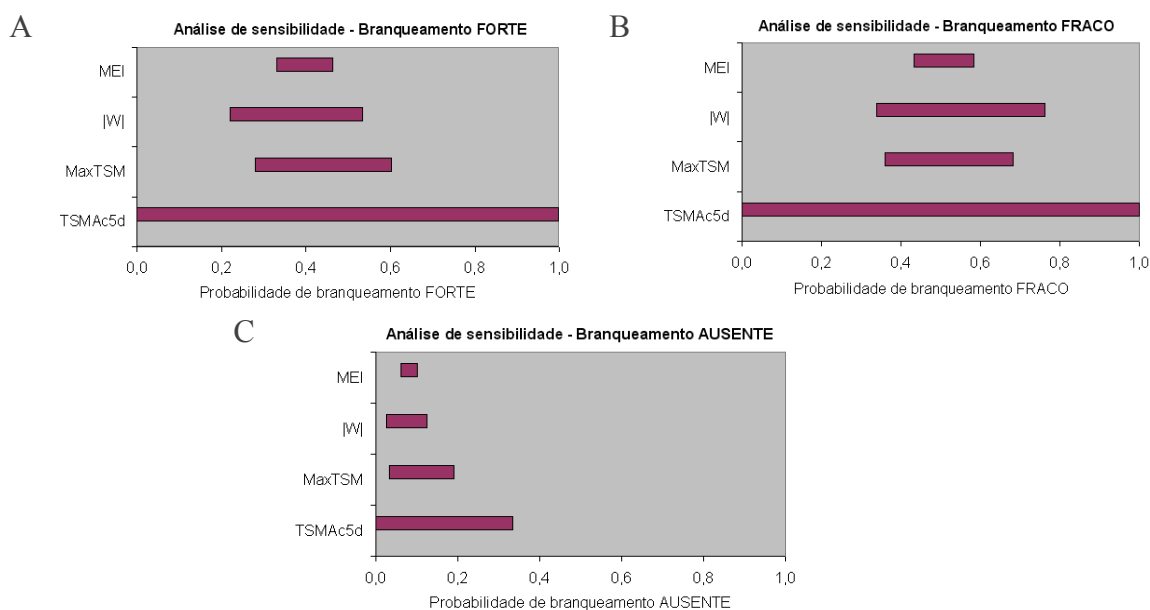 A
Análise de sensibilidade - Branqueamento FORTE
MEI
|W|
MaxTSM
TSMAc5d
0,0 0,2 0,4 0,6 0,8 1,0
Probabilidade de branqueamento FORTE
B
Análise de sensibilidade - Branqueamento FRACO
MEI
|W|
MaxTSM
TSMAc5d
0,0 0,2 0,4 0,6 0,8 1,0
Probabilidade de branqueamento FRACO
C
Análise de sensibilidade - Branqueamento AUSENTE
MEI
|W|
MaxTSM
TSMAc5d
0,0 0,2 0,4 0,6 0,8 1,0
Probabilidade de branqueamento AUSENTE